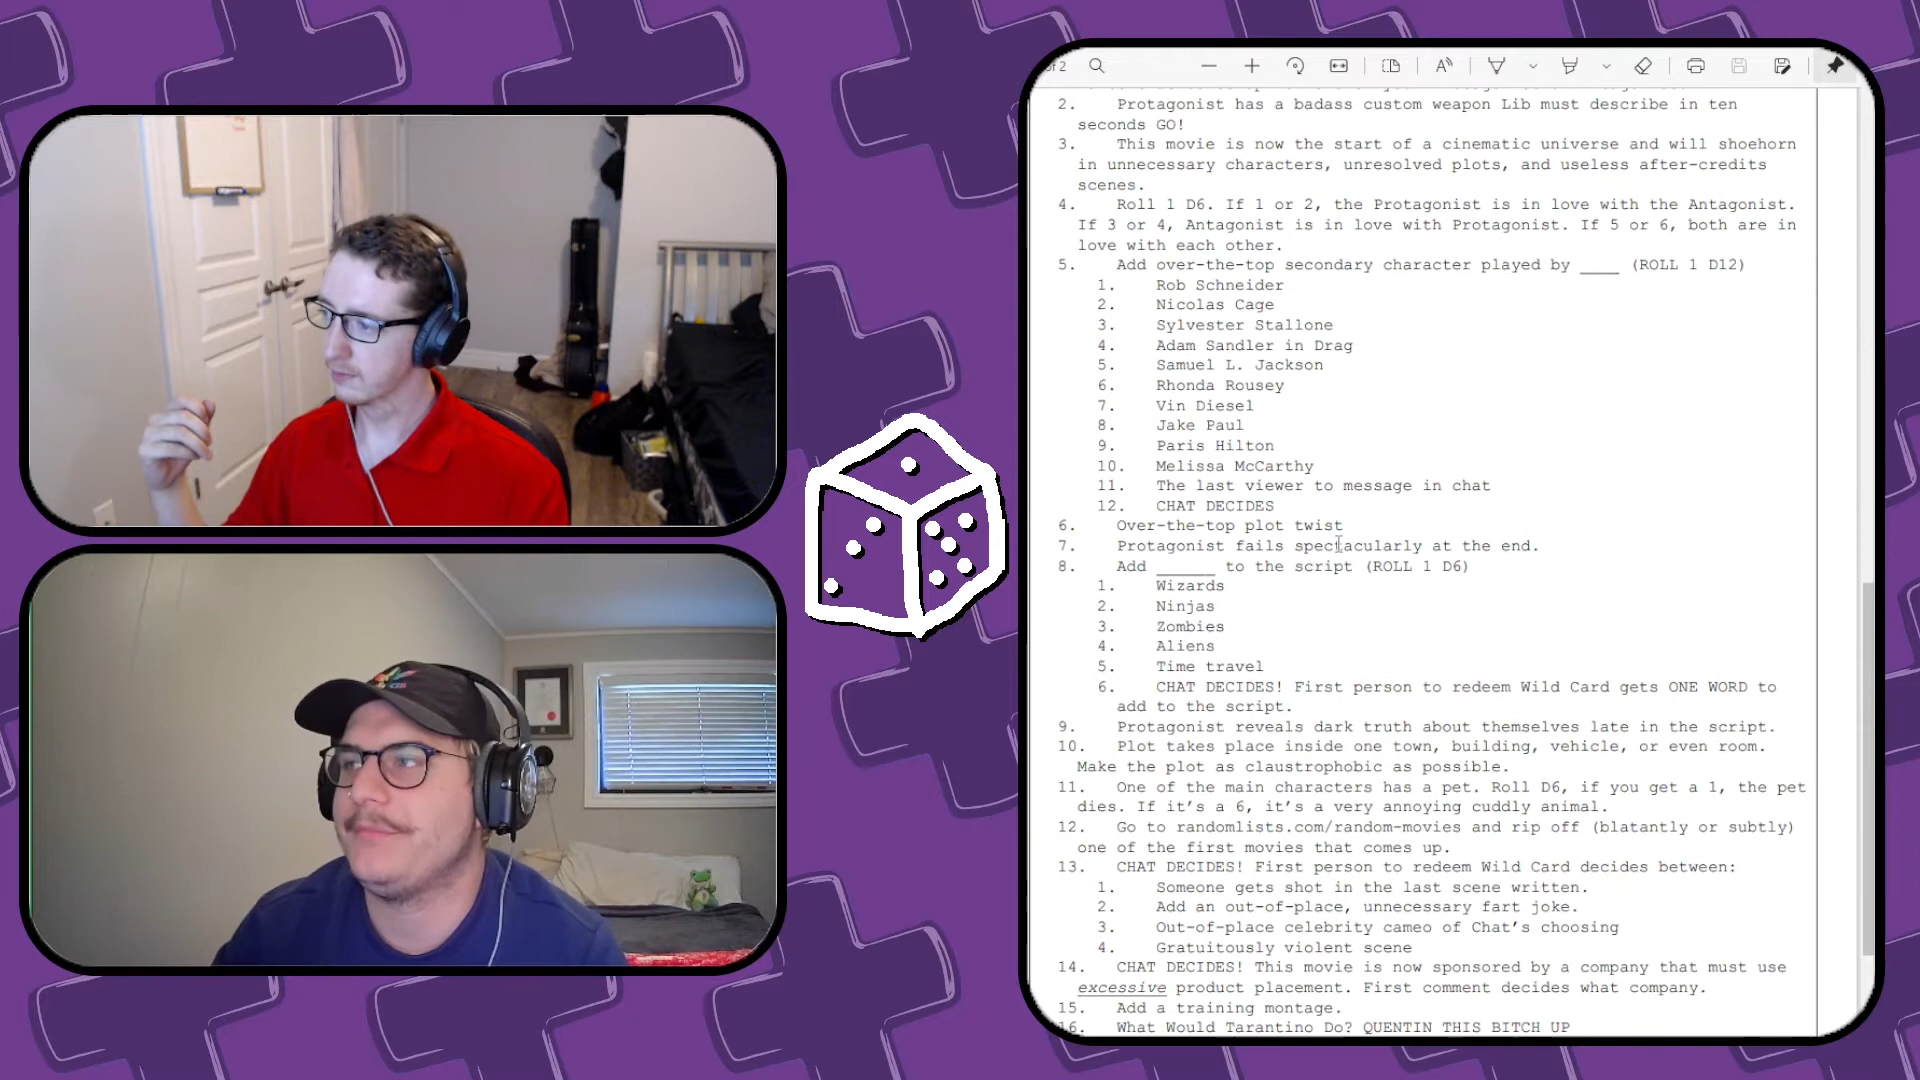 of 2
2. Protagonist has a badass custom weapon Lib must describe in ten
seconds GO!
3. This movie is now the start of a cinematic universe and will shoehorn
in unnecessary characters, unresolved plots, and useless after-credits
scenes.
4. Roll 1 D6. If 1 or 2, the Protagonist is in love with the Antagonist.
If 3 or 4, Antagonist is in love with Protagonist. If 5 or 6, both are in
love with each other.
5. Add over-the-top secondary character played by ____ (ROLL 1 D12)
1. Rob Schneider
2. Nicolas Cage
3. Sylvester Stallone
4. Adam Sandler in Drag
5. Samuel L. Jackson
6. Rhonda Rousey
7. Vin Diesel
8. Jake Paul
9. Paris Hilton
10. Melissa McCarthy
11. The last viewer to message in chat
12. CHAT DECIDES
6. Over-the-top plot twist
7. Protagonist fails spectacularly at the end.
8. Add ______ to the script (ROLL 1 D6)
1. Wizards
2. Ninjas
3. Zombies
4. Aliens
5. Time travel
6. CHAT DECIDES! First person to redeem Wild Card gets ONE WORD to
add to the script.
9. Protagonist reveals dark truth about themselves late in the script.
10. Plot takes place inside one town, building, vehicle, or even room.
Make the plot as claustrophobic as possible.
11. One of the main characters has a pet. Roll D6, if you get a 1, the pet
dies. If it's a 6, it's a very annoying cuddly animal.
12. Go to randomlists.com/random-movies and rip off (blatantly or subtly)
one of the first movies that comes up.
13. CHAT DECIDES! First person to redeem Wild Card decides between:
1. Someone gets shot in the last scene written.
2. Add an out-of-place, unnecessary fart joke.
3. Out-of-place celebrity cameo of Chat's choosing
4. Gratuitously violent scene
14. CHAT DECIDES! This movie is now sponsored by a company that must use
excessive product placement. First comment decides what company.
15. Add a training montage.
16. What Would Tarantino Do? QUENTIN THIS BITCH UP